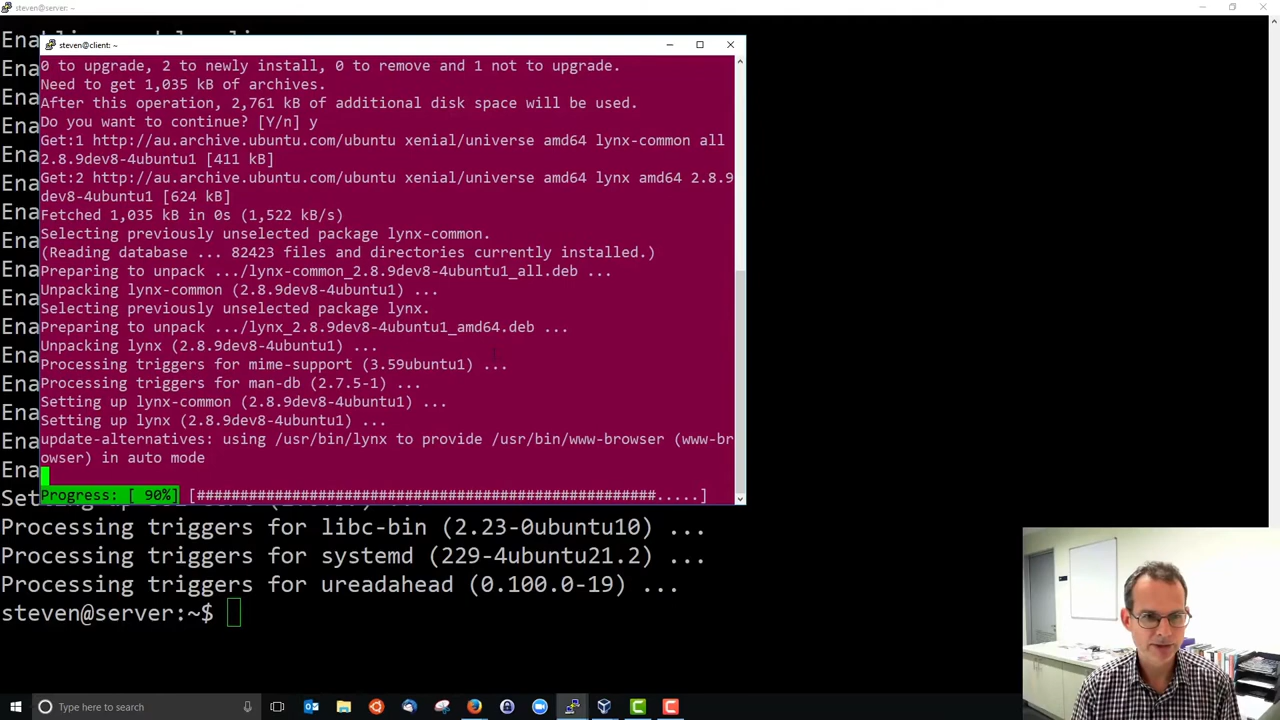 steven@server: ~
Ena
steven@client: ~
Ena
0 to upgrade, 2 to newly install, 0 to remove and 1 not to upgrade.
Need to get 1,035 kB of archives.
After this operation, 2,761 kB of additional disk space will be used.
Do you want to continue? [Y/n] y
Get:1 http://au.archive.ubuntu.com/ubuntu xenial/universe amd64 lynx-common all
2.8.9dev8-4ubuntu1 [411 kB]
Get:2 http://au.archive.ubuntu.com/ubuntu xenial/universe amd64 lynx amd64 2.8.9
dev8-4ubuntu1 [624 kB]
Fetched 1,035 kB in 0s (1,522 kB/s)
Selecting previously unselected package lynx-common.
(Reading database ... 82423 files and directories currently installed.)
Preparing to unpack .../lynx-common_2.8.9dev8-4ubuntu1_all.deb ...
Unpacking lynx-common (2.8.9dev8-4ubuntu1) ...
Selecting previously unselected package lynx.
Preparing to unpack .../lynx_2.8.9dev8-4ubuntu1_amd64.deb ...
Unpacking lynx (2.8.9dev8-4ubuntu1) ...
Processing triggers for mime-support (3.59ubuntu1) ...
Processing triggers for man-db (2.7.5-1) ...
Setting up lynx-common (2.8.9dev8-4ubuntu1) ...
Setting up lynx (2.8.9dev8-4ubuntu1) ...
update-alternatives: using /usr/bin/lynx to provide /usr/bin/www-browser (www-br
owser) in auto mode
Progress: [ 90%] [########################################################.....]
Ena
Ena
Ena
Ena
Ena
Ena
Ena
Ena
Ena
Ena
Ena
Ena
Ena
Ena
Set
Processing triggers for libc-bin (2.23-0ubuntu10) ...
Processing triggers for systemd (229-4ubuntu21.2) ...
Processing triggers for ureadahead (0.100.0-19) ...
steven@server:~$
Type here to search